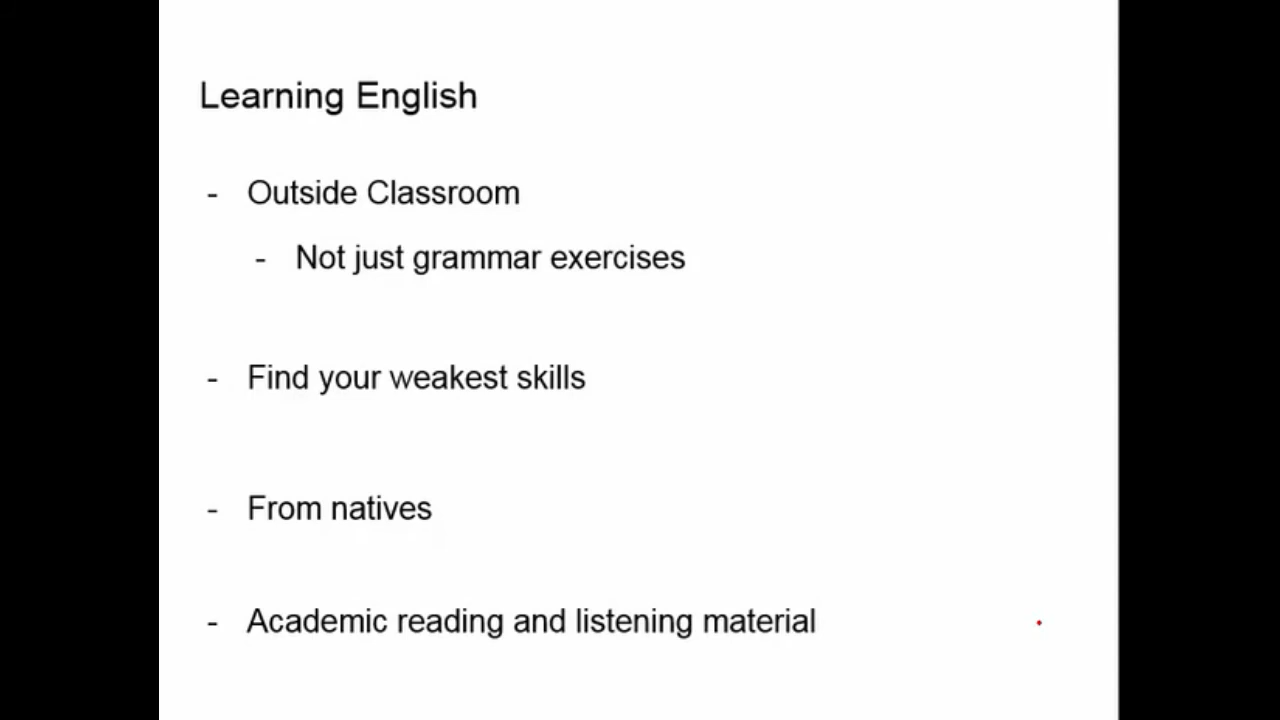 Learning English
- Outside Classroom
- Not just grammar exercises
- Find your weakest skills
- From natives
- Academic reading and listening material